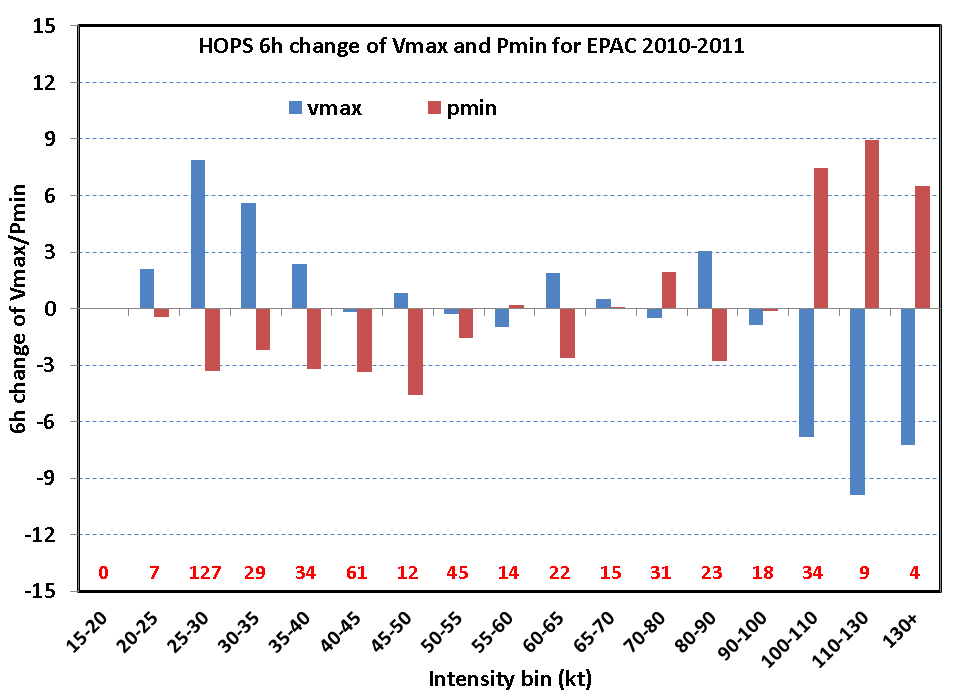 HOPS 6h change of Vmax and Pmin for EPAC 2010-2011
vmax pmin
6h change of Vmax/Pmin
15
12
9
6
3
0
-3
-6
-9
-12
-15
0 7 127 29 34 61 12 45 14 22 15 31 23 18 34 9 4
15-20 20-25 25-30 30-35 35-40 40-45 45-50 50-55 55-60 60-65 65-70 70-80 80-90 90-100 100-110 110-130 130+
Intensity bin (kt)